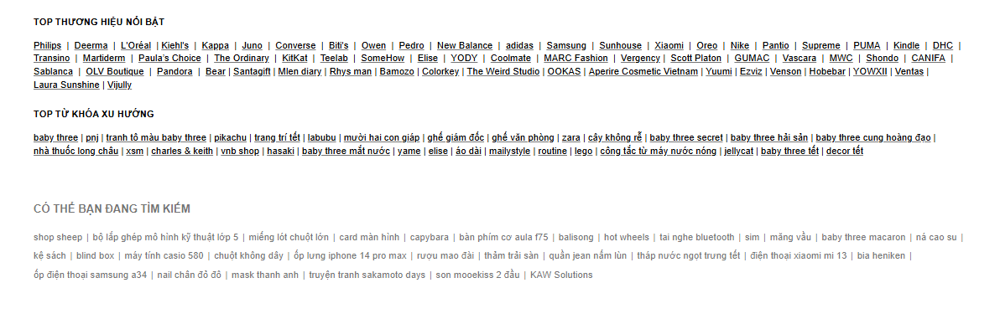 TOP THƯƠNG HIỆU NỔI BẬT
Philips | Deerma | L'Oréal | Kiehl's | Kappa | Juno | Converse | Biti's | Owen | Pedro | New Balance | adidas | Samsung | Sunhouse | Xiaomi | Oreo | Nike | Pantio | Supreme | PUMA | Kindle | DHC |
Transino | Martiderm | Paula's Choice | The Ordinary | KitKat | Teelab | SomeHow | Elise | YODY | Coolmate | MARC Fashion | Vergency | Scott Platon | GUMAC | Vascara | MWC | Shondo | CANIFA |
Sablanca | OLV Boutique | Pandora | Bear | Santagift | Mlen diary | Rhys man | Bamozo | Colorkey | The Weird Studio | OOKAS | Aperire Cosmetic Vietnam | Yuumi | Ezviz | Venson | Hobebar | YOWXII | Ventas |
Laura Sunshine | Vijully
TOP TỪ KHÓA XU HƯỚNG
baby three | pnj | tranh tô màu baby three | pikachu | trang trí tết | labubu | mười hai con giáp | ghế giám đốc | ghế văn phòng | zara | cây không rễ | baby three secret | baby three hải sản | baby three cung hoàng đạo |
nhà thuốc long châu | xsm | charles & keith | vnb shop | hasaki | baby three mắt nước | yame | elise | áo dài | mailystyle | routine | lego | công tắc từ máy nước nóng | jellycat | baby three tết | decor tết
CÓ THỂ BẠN ĐANG TÌM KIẾM
shop sheep | bộ lắp ghép mô hình kỹ thuật lớp 5 | miếng lót chuột lớn | card màn hình | capybara | bàn phím cơ aula f75 | balisong | hot wheels | tai nghe bluetooth | sim | măng vầu | baby three macaron | ná cao su |
kệ sách | blind box | máy tính casio 580 | chuột không dây | ốp lưng iphone 14 pro max | rượu mao đài | thảm trải sàn | quần jean nấm lùn | tháp nước ngọt trưng tết | điện thoại xiaomi mi 13 | bia heniken |
ốp điện thoại samsung a34 | nail chân đỏ đô | mask thanh anh | truyện tranh sakamoto days | son mooekiss 2 đầu | KAW Solutions